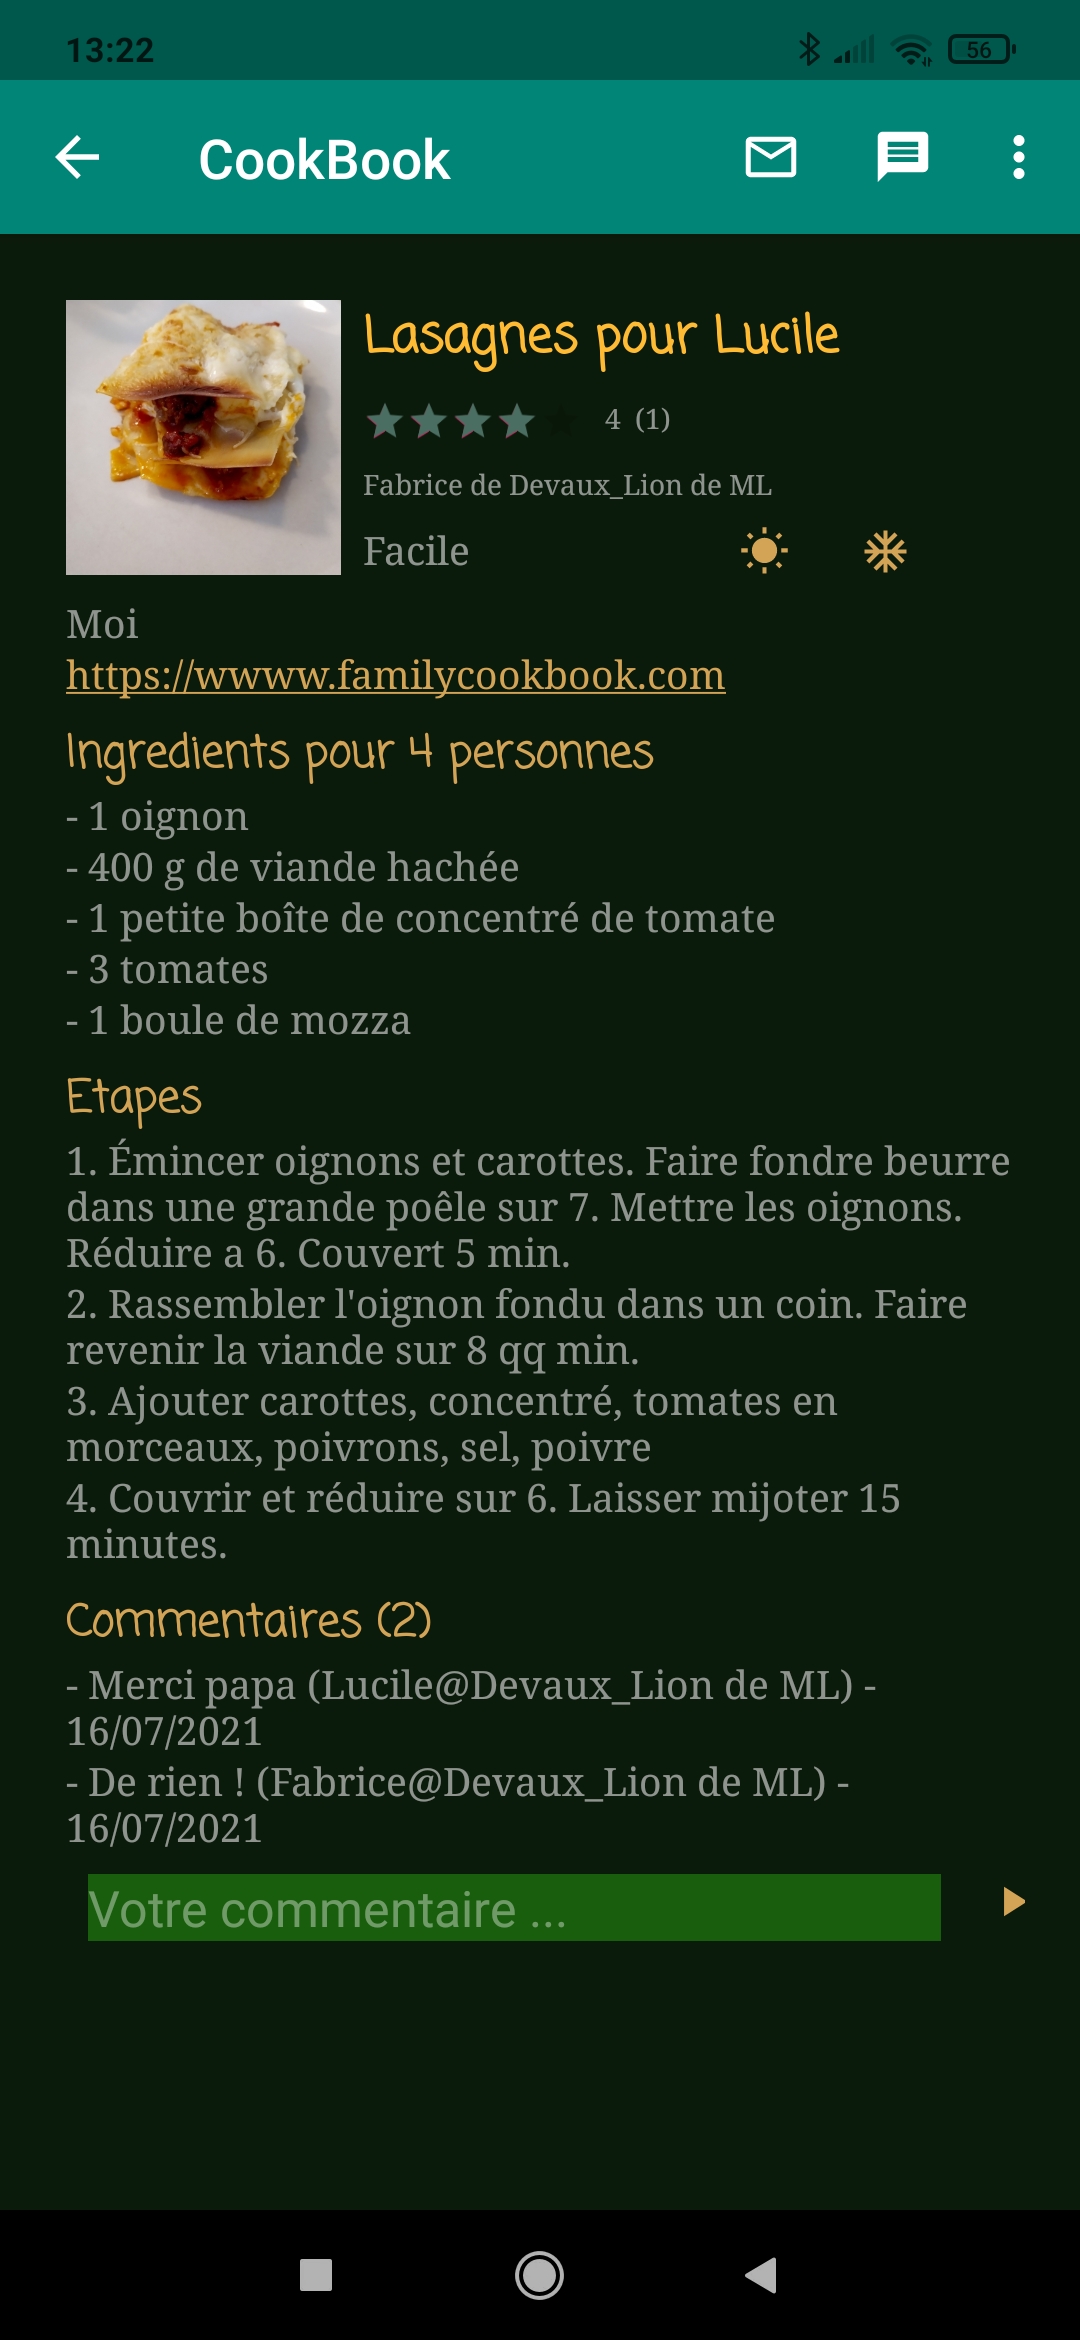 13:22
56
CookBook
Lasagnes pour Lucile
4 (1)
Fabrice de Devaux_Lion de ML
Facile
Moi
https://wwww.familycookbook.com
Ingredients pour 4 personnes
- 1 oignon
- 400 g de viande hachée
- 1 petite boîte de concentré de tomate
- 3 tomates
- 1 boule de mozza
Etapes
1. Émincer oignons et carottes. Faire fondre beurre
dans une grande poêle sur 7. Mettre les oignons.
Réduire a 6. Couvert 5 min.
2. Rassembler l'oignon fondu dans un coin. Faire
revenir la viande sur 8 qq min.
3. Ajouter carottes, concentré, tomates en
morceaux, poivrons, sel, poivre
4. Couvrir et réduire sur 6. Laisser mijoter 15
minutes.
Commentaires (2)
- Merci papa (Lucile@Devaux_Lion de ML) -
16/07/2021
- De rien ! (Fabrice@Devaux_Lion de ML) -
16/07/2021
Votre commentaire ...